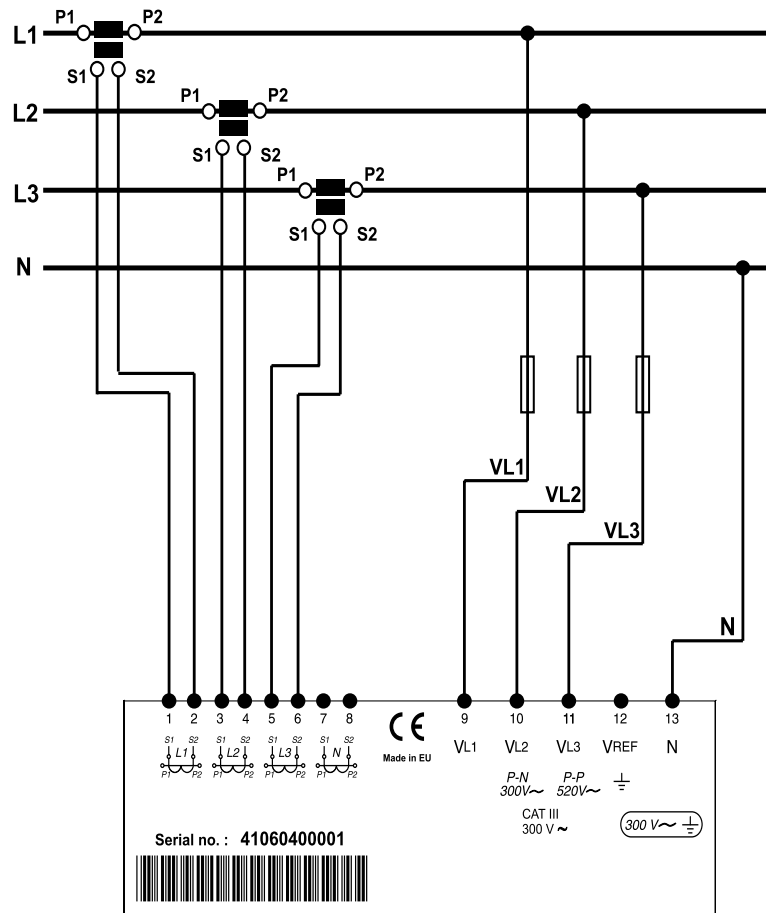 P1 P2
L1
S1 S2
P1 P2
L2
S1 S2
P1 P2
L3
S1 S2
N
VL1
VL2
VL3
N
1 2 3 4 5 6 7 8 9 10 11 12 13
S1 S2 S1 S2 S1 S2 S1 S2
L1 L2 L3 N
P1 P2 P1 P2 P1 P2 P1 P2
CE
Made in EU
VL1 VL2 VL3 VREF N
P-N P-P
300V~ 520V~
CAT III
300 V ~
300 V~
Serial no. : 41060400001